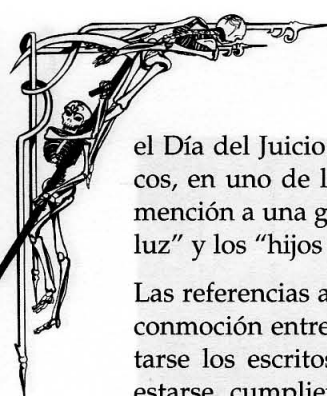 el Día del Juicio
cos, en uno de l
mención a una g
luz” y los “hijos
Las referencias a
conmoción entre
tarse los escritos
estarse cumplien